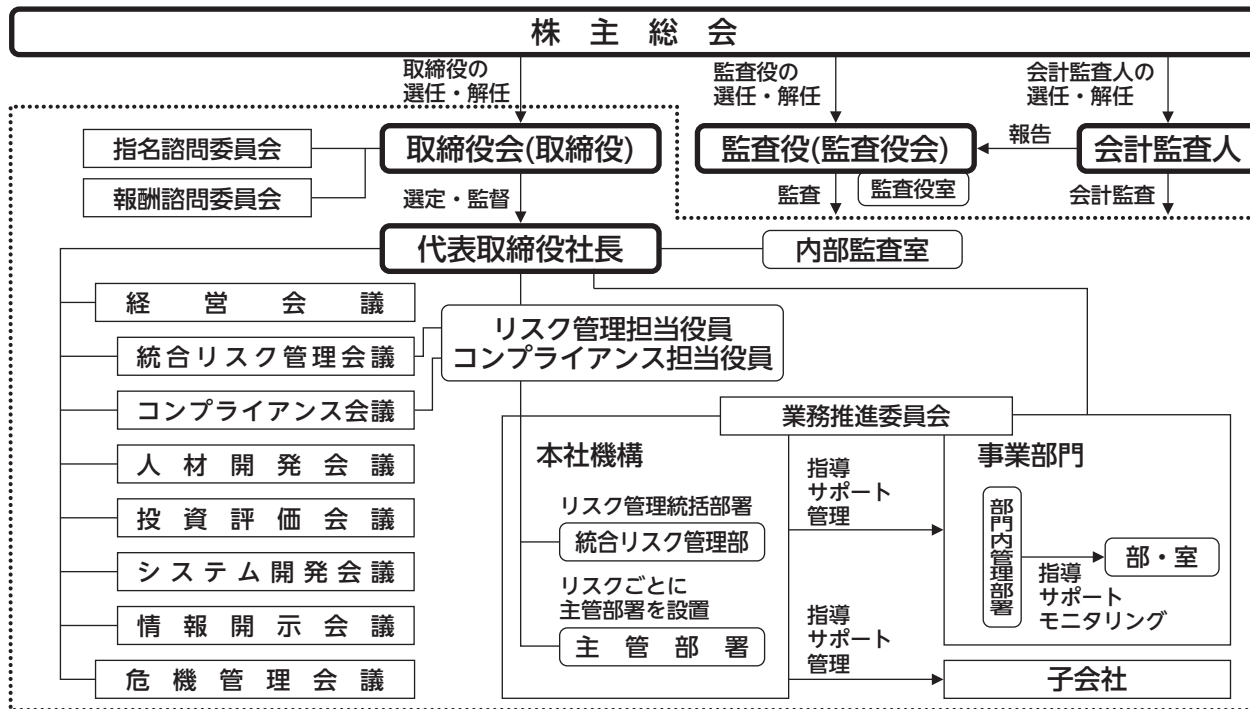 株主総会
取締役の
選任・解任
監査役の
選任・解任
会計監査人の
選任・解任
指名諮問委員会
報酬諮問委員会
取締役会(取締役)
監査役(監査役会)
報告
会計監査人
選定・監督
監査
監査役室
会計監査
代表取締役社長
内部監査室
経営会議
統合リスク管理会議
コンプライアンス会議
人材開発会議
投資評価会議
システム開発会議
情報開示会議
危機管理会議
リスク管理担当役員
コンプライアンス担当役員
業務推進委員会
本社機構
リスク管理統括部署
統合リスク管理部
リスクごとに
主管部署を設置
主管部署
指導
サポート
管理
指導
サポート
管理
事業部門
部門内管理部署
部・室
指導
サポート
モニタリング
子会社